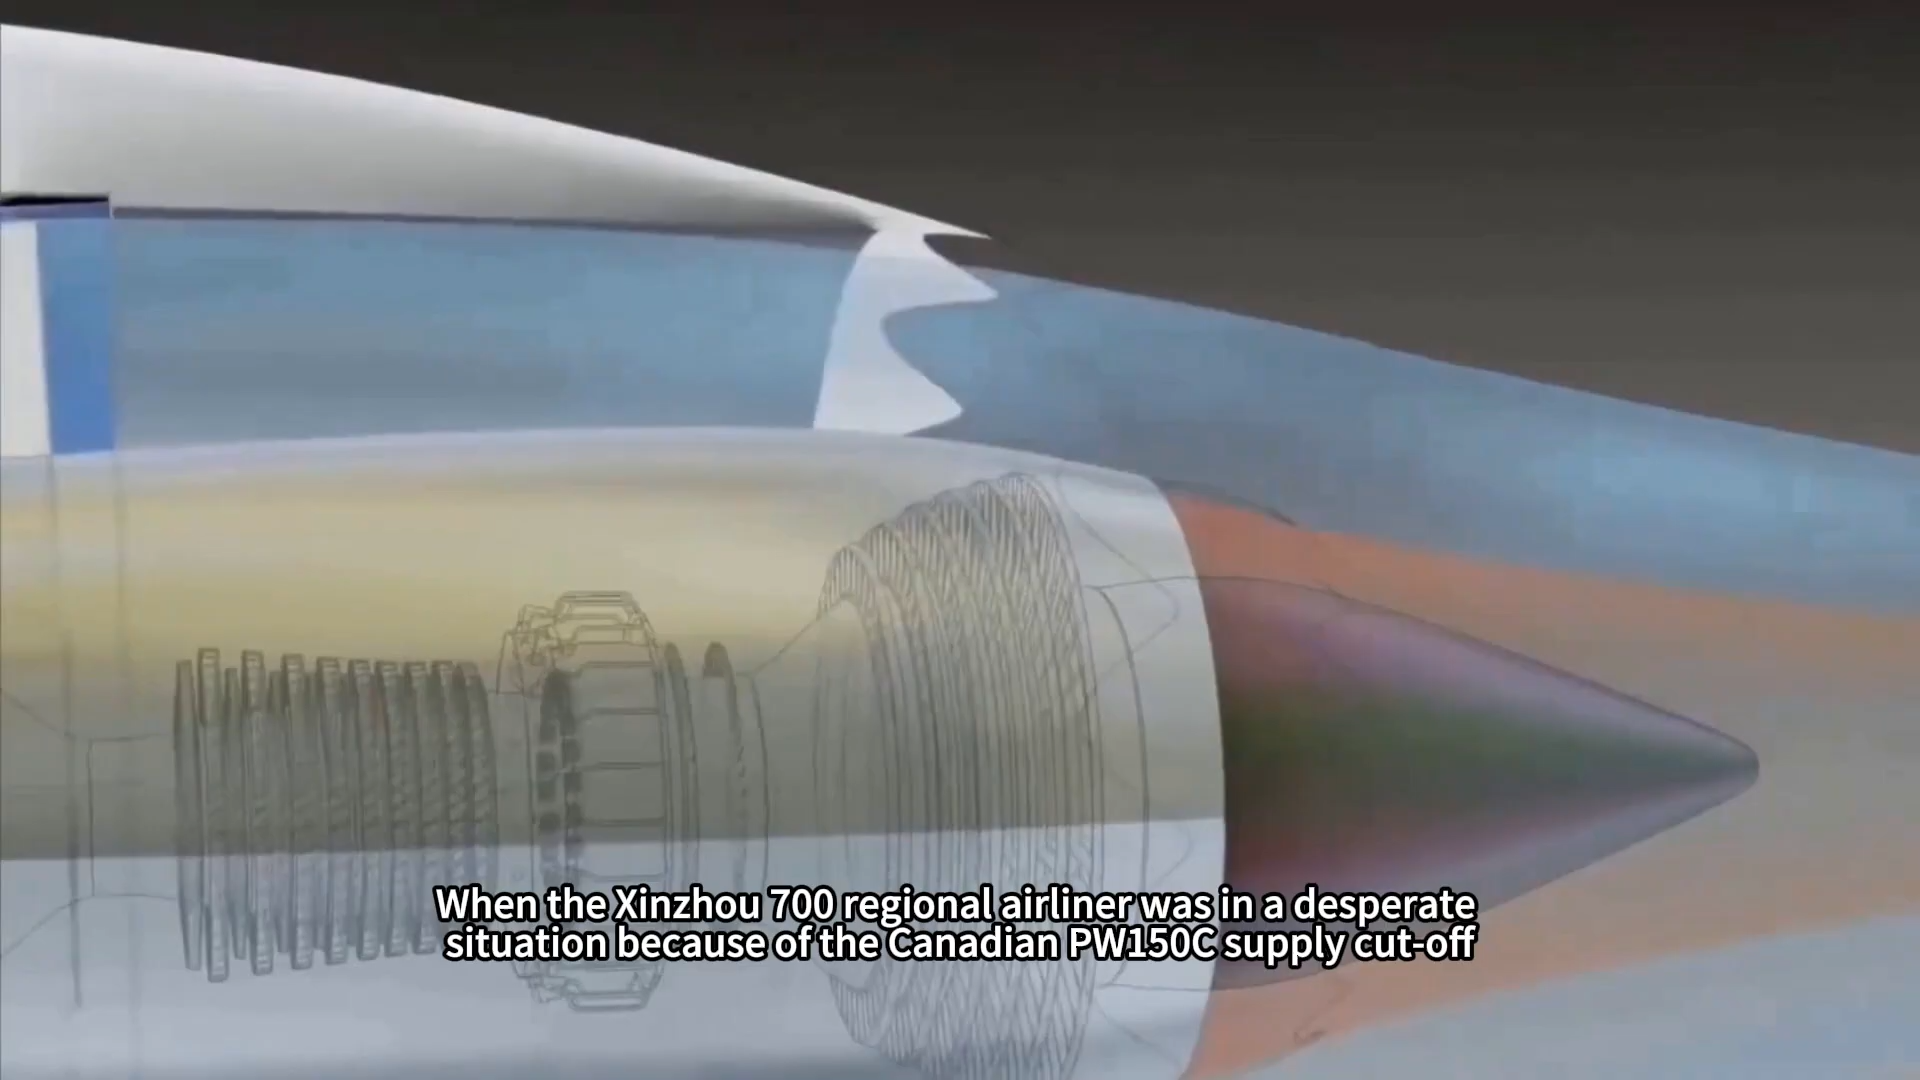 When the Xinzhou 700 regional airliner was in a desperate
situation because of the Canadian PW150C supply cut-off